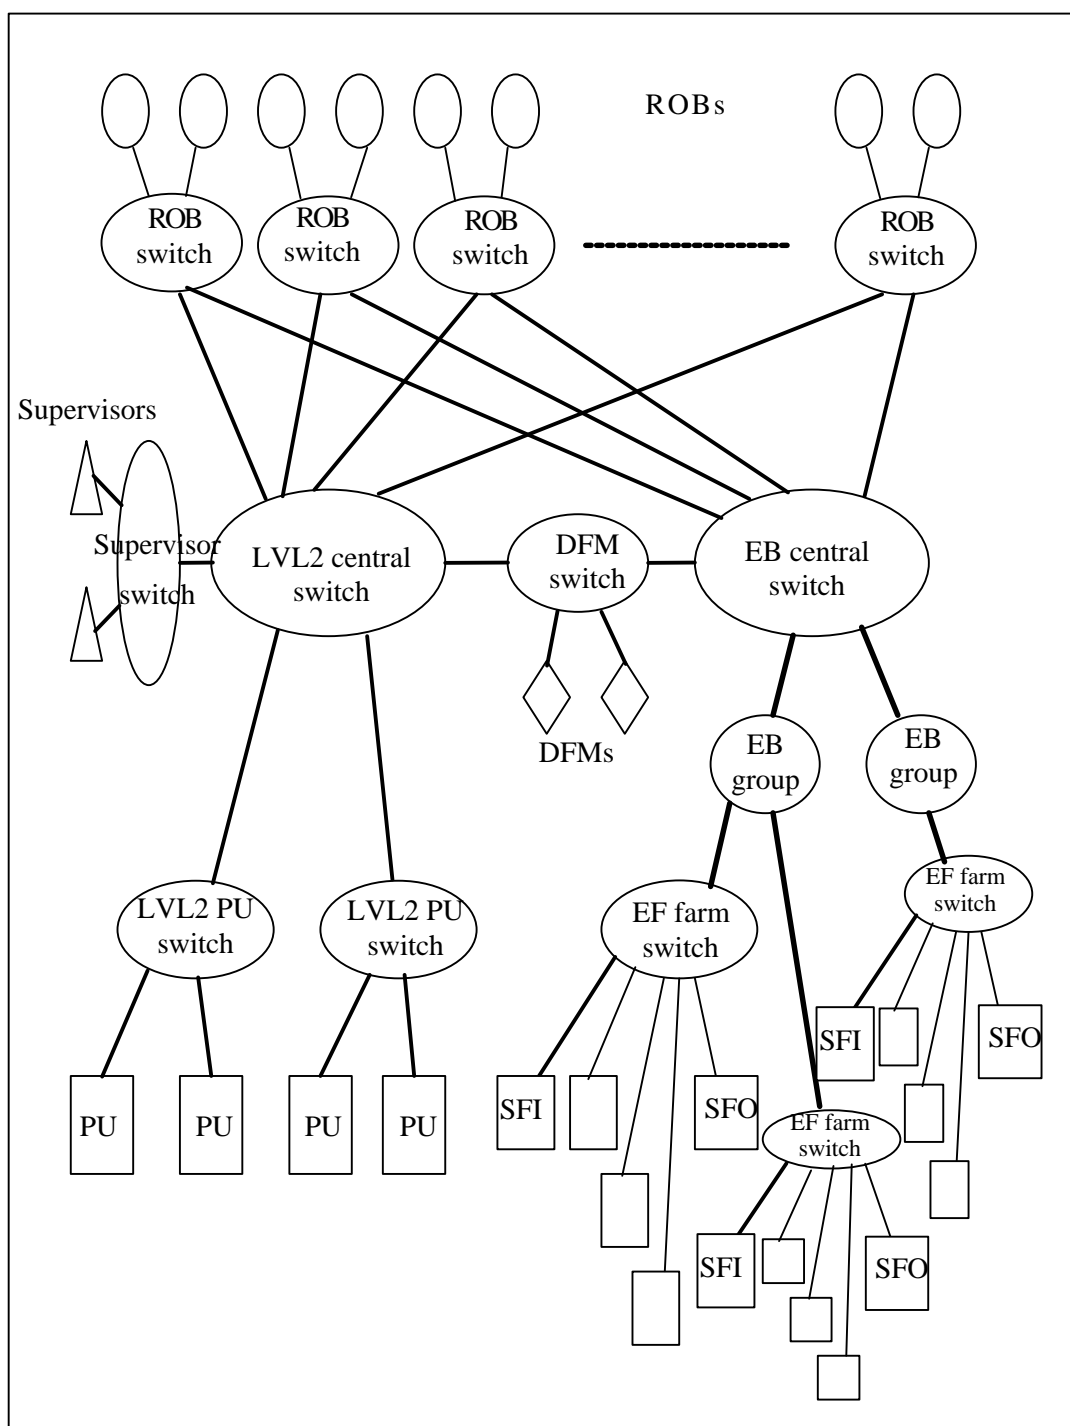 ROBs
ROB
switch
ROB
switch
ROB
switch
ROB
switch
Supervisors
Supervisor
switch
LVL2 central
switch
DFM
switch
EB central
switch
DFMs
EB
group
EB
group
LVL2 PU
switch
LVL2 PU
switch
EF farm
switch
EF farm
switch
SFI
SFO
PU
PU
PU
PU
SFI
SFO
EF farm
switch
SFI
SFO